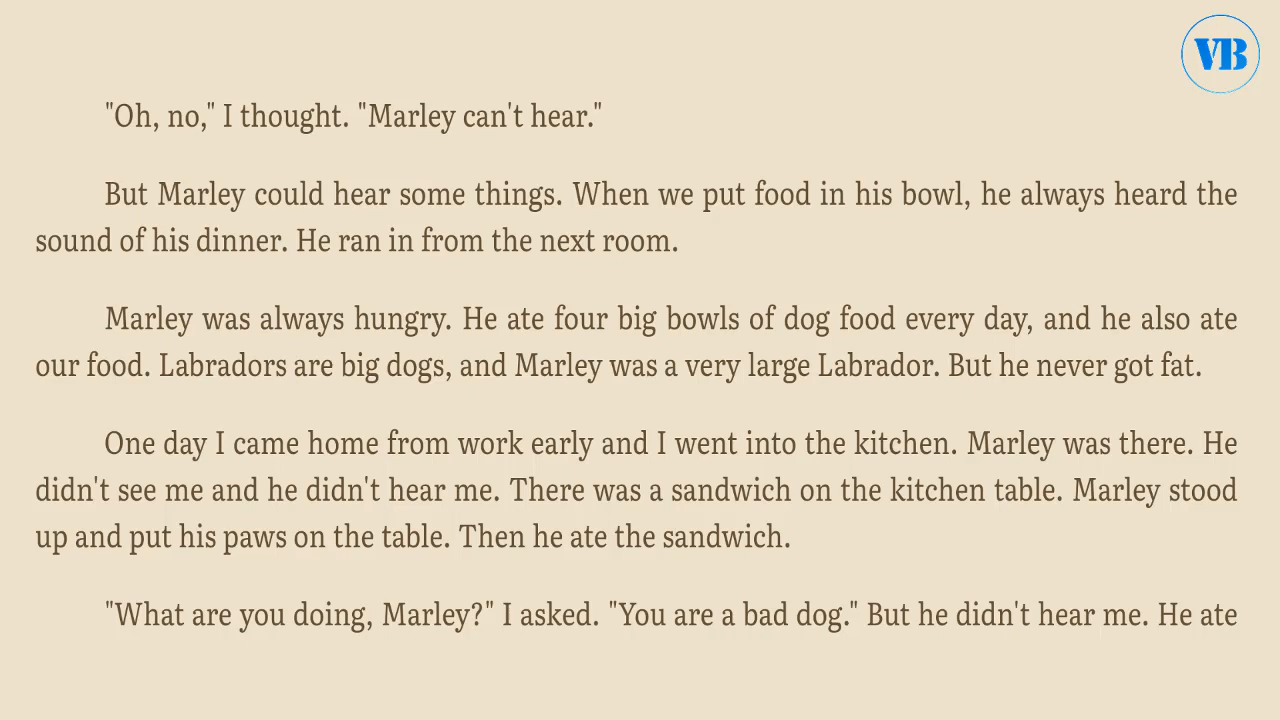 VB
"Oh, no," I thought. "Marley can't hear."
But Marley could hear some things. When we put food in his bowl, he always heard the
sound of his dinner. He ran in from the next room.
Marley was always hungry. He ate four big bowls of dog food every day, and he also ate
our food. Labradors are big dogs, and Marley was a very large Labrador. But he never got fat.
One day I came home from work early and I went into the kitchen. Marley was there. He
didn't see me and he didn't hear me. There was a sandwich on the kitchen table. Marley stood
up and put his paws on the table. Then he ate the sandwich.
"What are you doing, Marley?" I asked. "You are a bad dog." But he didn't hear me. He ate